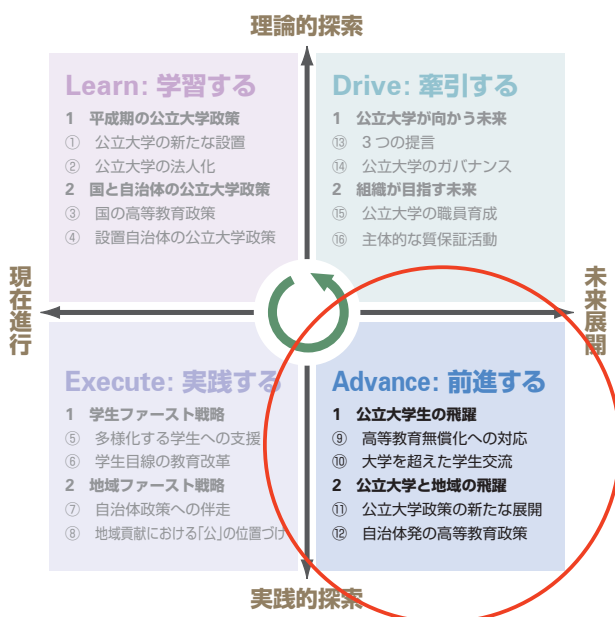 理論的探索
Learn: 学習する
1 平成期の公立大学政策
① 公立大学の新たな設置
② 公立大学の法人化
2 国と自治体の公立大学政策
③ 国の高等教育政策
④ 設置自治体の公立大学政策
Drive: 牽引する
1 公立大学が向かう未来
⑬ 3つの提言
⑭ 公立大学のガバナンス
2 組織が目指す未来
⑮ 公立大学の職員育成
⑯ 主体的な質保証活動
現在進行
未来展開
Execute: 実践する
1 学生ファースト戦略
⑤ 多様化する学生への支援
⑥ 学生目線の教育改革
2 地域ファースト戦略
⑦ 自治体政策への伴走
⑧ 地域貢献における「公」の位置づけ
Advance: 前進する
1 公立大学生の飛躍
⑨ 高等教育無償化への対応
⑩ 大学を超えた学生交流
2 公立大学と地域の飛躍
⑪ 公立大学政策の新たな展開
⑫ 自治体発の高等教育政策
実践的探索